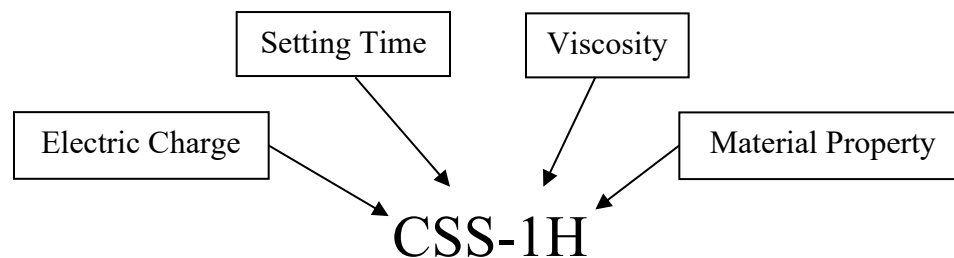 Setting Time
Viscosity
Electric Charge
Material Property
CSS-1H